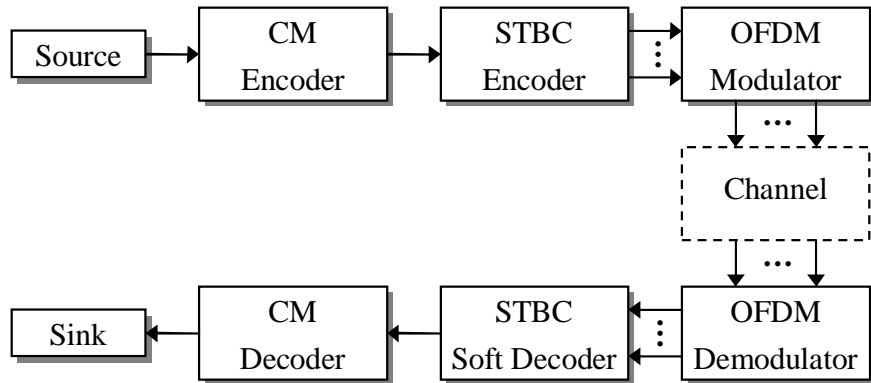 Source
CM
Encoder
STBC
Encoder
OFDM
Modulator
Channel
Sink
CM
Decoder
STBC
Soft Decoder
OFDM
Demodulator